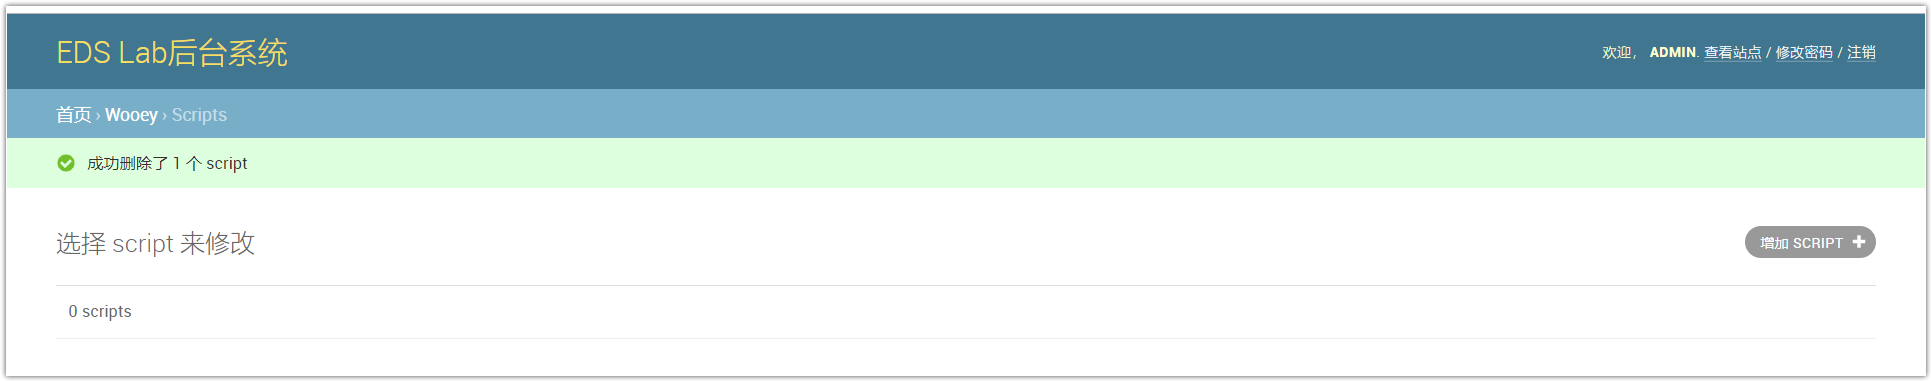 EDS Lab后台系统
欢迎， ADMIN. 查看站点 / 修改密码 / 注销
首页 › Wooey › Scripts
成功删除了 1 个 script
选择 script 来修改
增加 SCRIPT
0 scripts